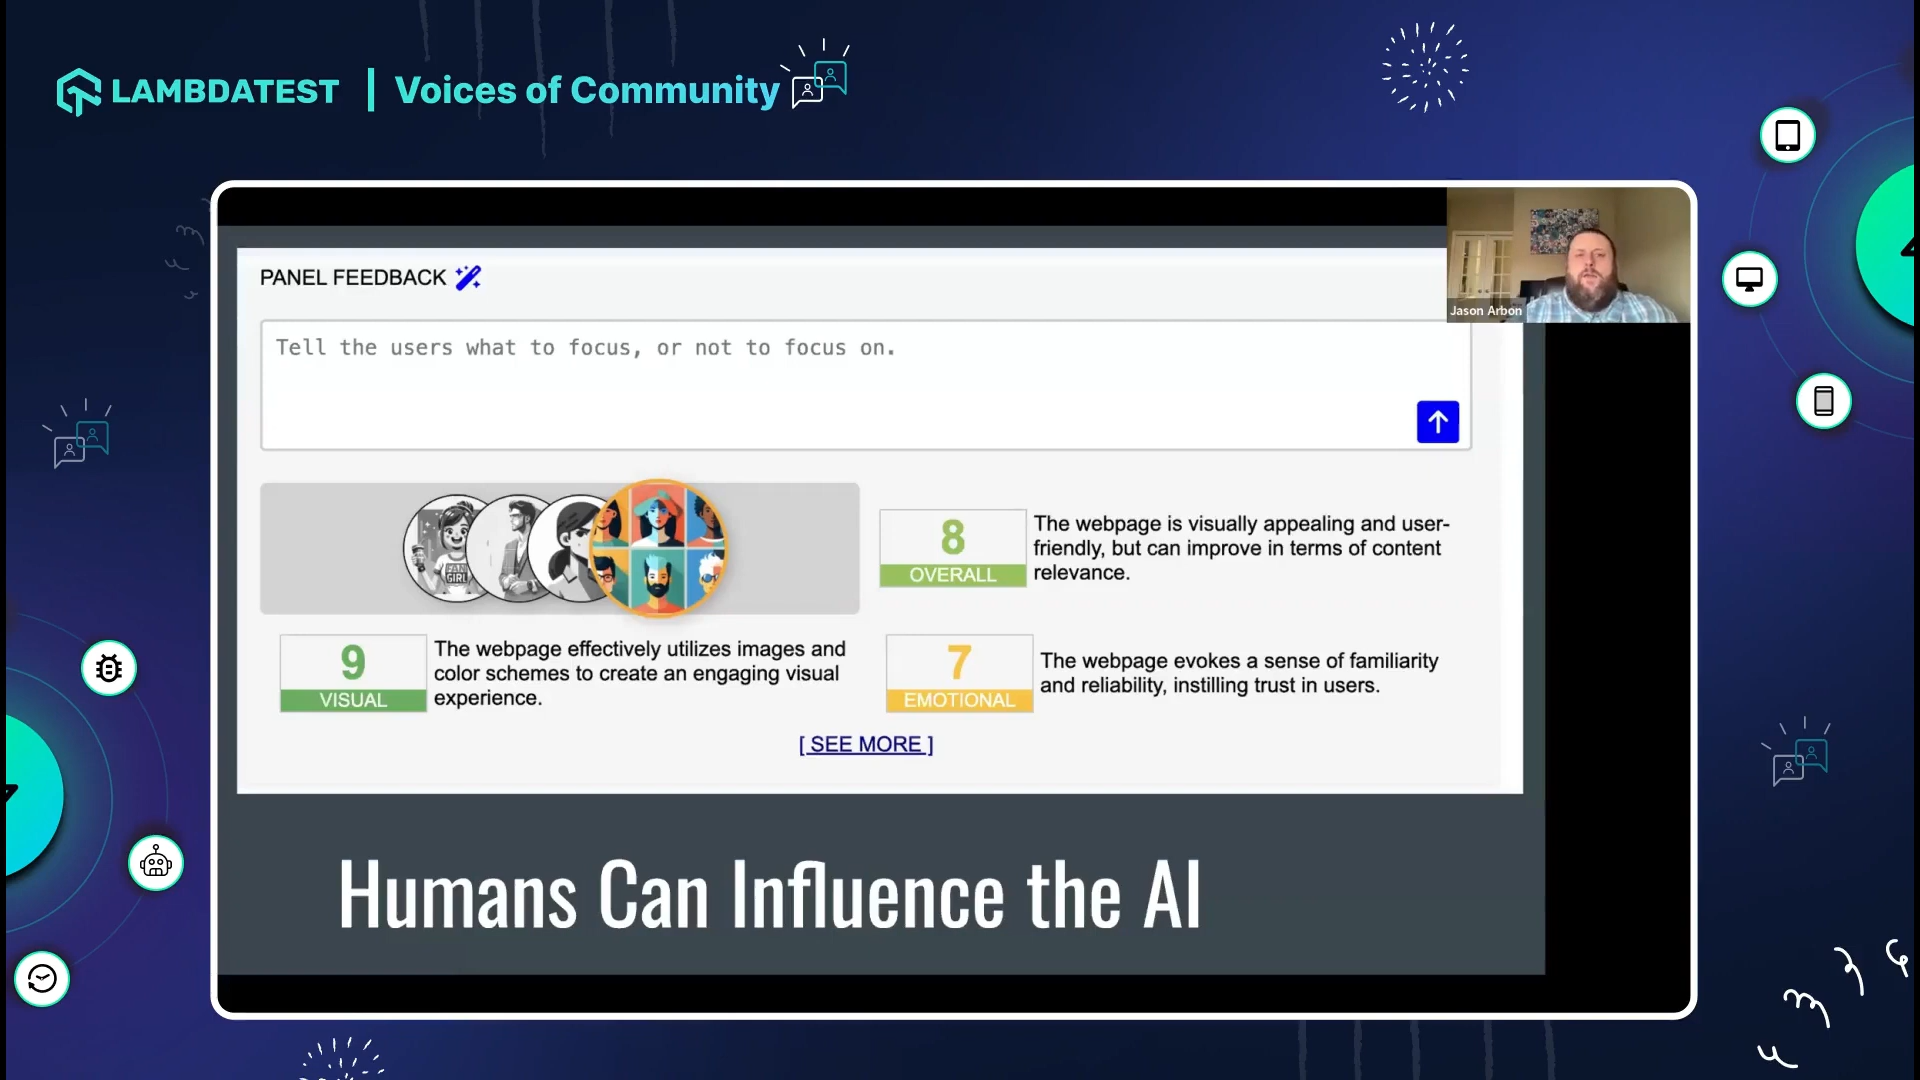 LAMBDATEST | Voices of Community
Jason Arbon
PANEL FEEDBACK
Tell the users what to focus, or not to focus on.
FAN
GIRL
8
OVERALL
The webpage is visually appealing and user-
friendly, but can improve in terms of content
relevance.
9
VISUAL
The webpage effectively utilizes images and
color schemes to create an engaging visual
experience.
7
EMOTIONAL
The webpage evokes a sense of familiarity
and reliability, instilling trust in users.
[ SEE MORE ]
Humans Can Influence the AI